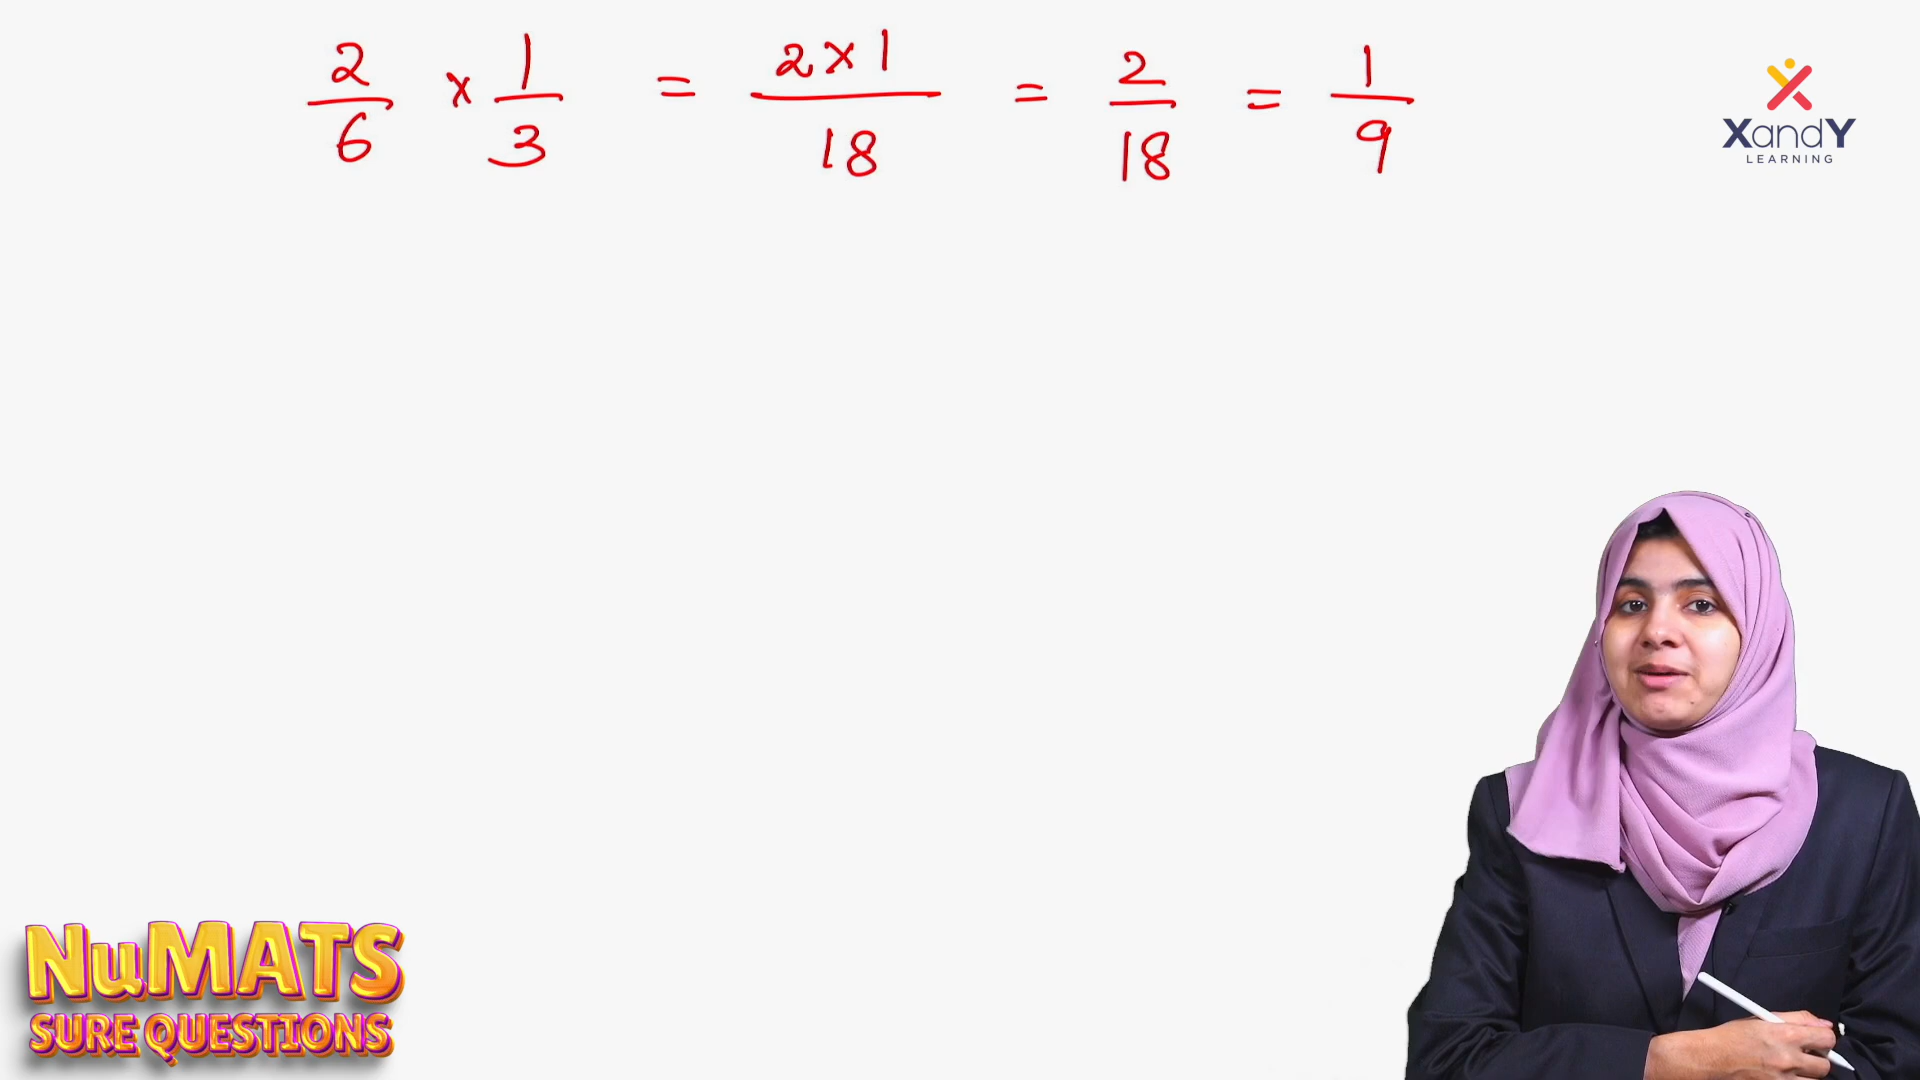 2/6 × 1/3 = 2×1/18 = 2/18 = 1/9
XandY
LEARNING
NuMATS
SURE QUESTIONS